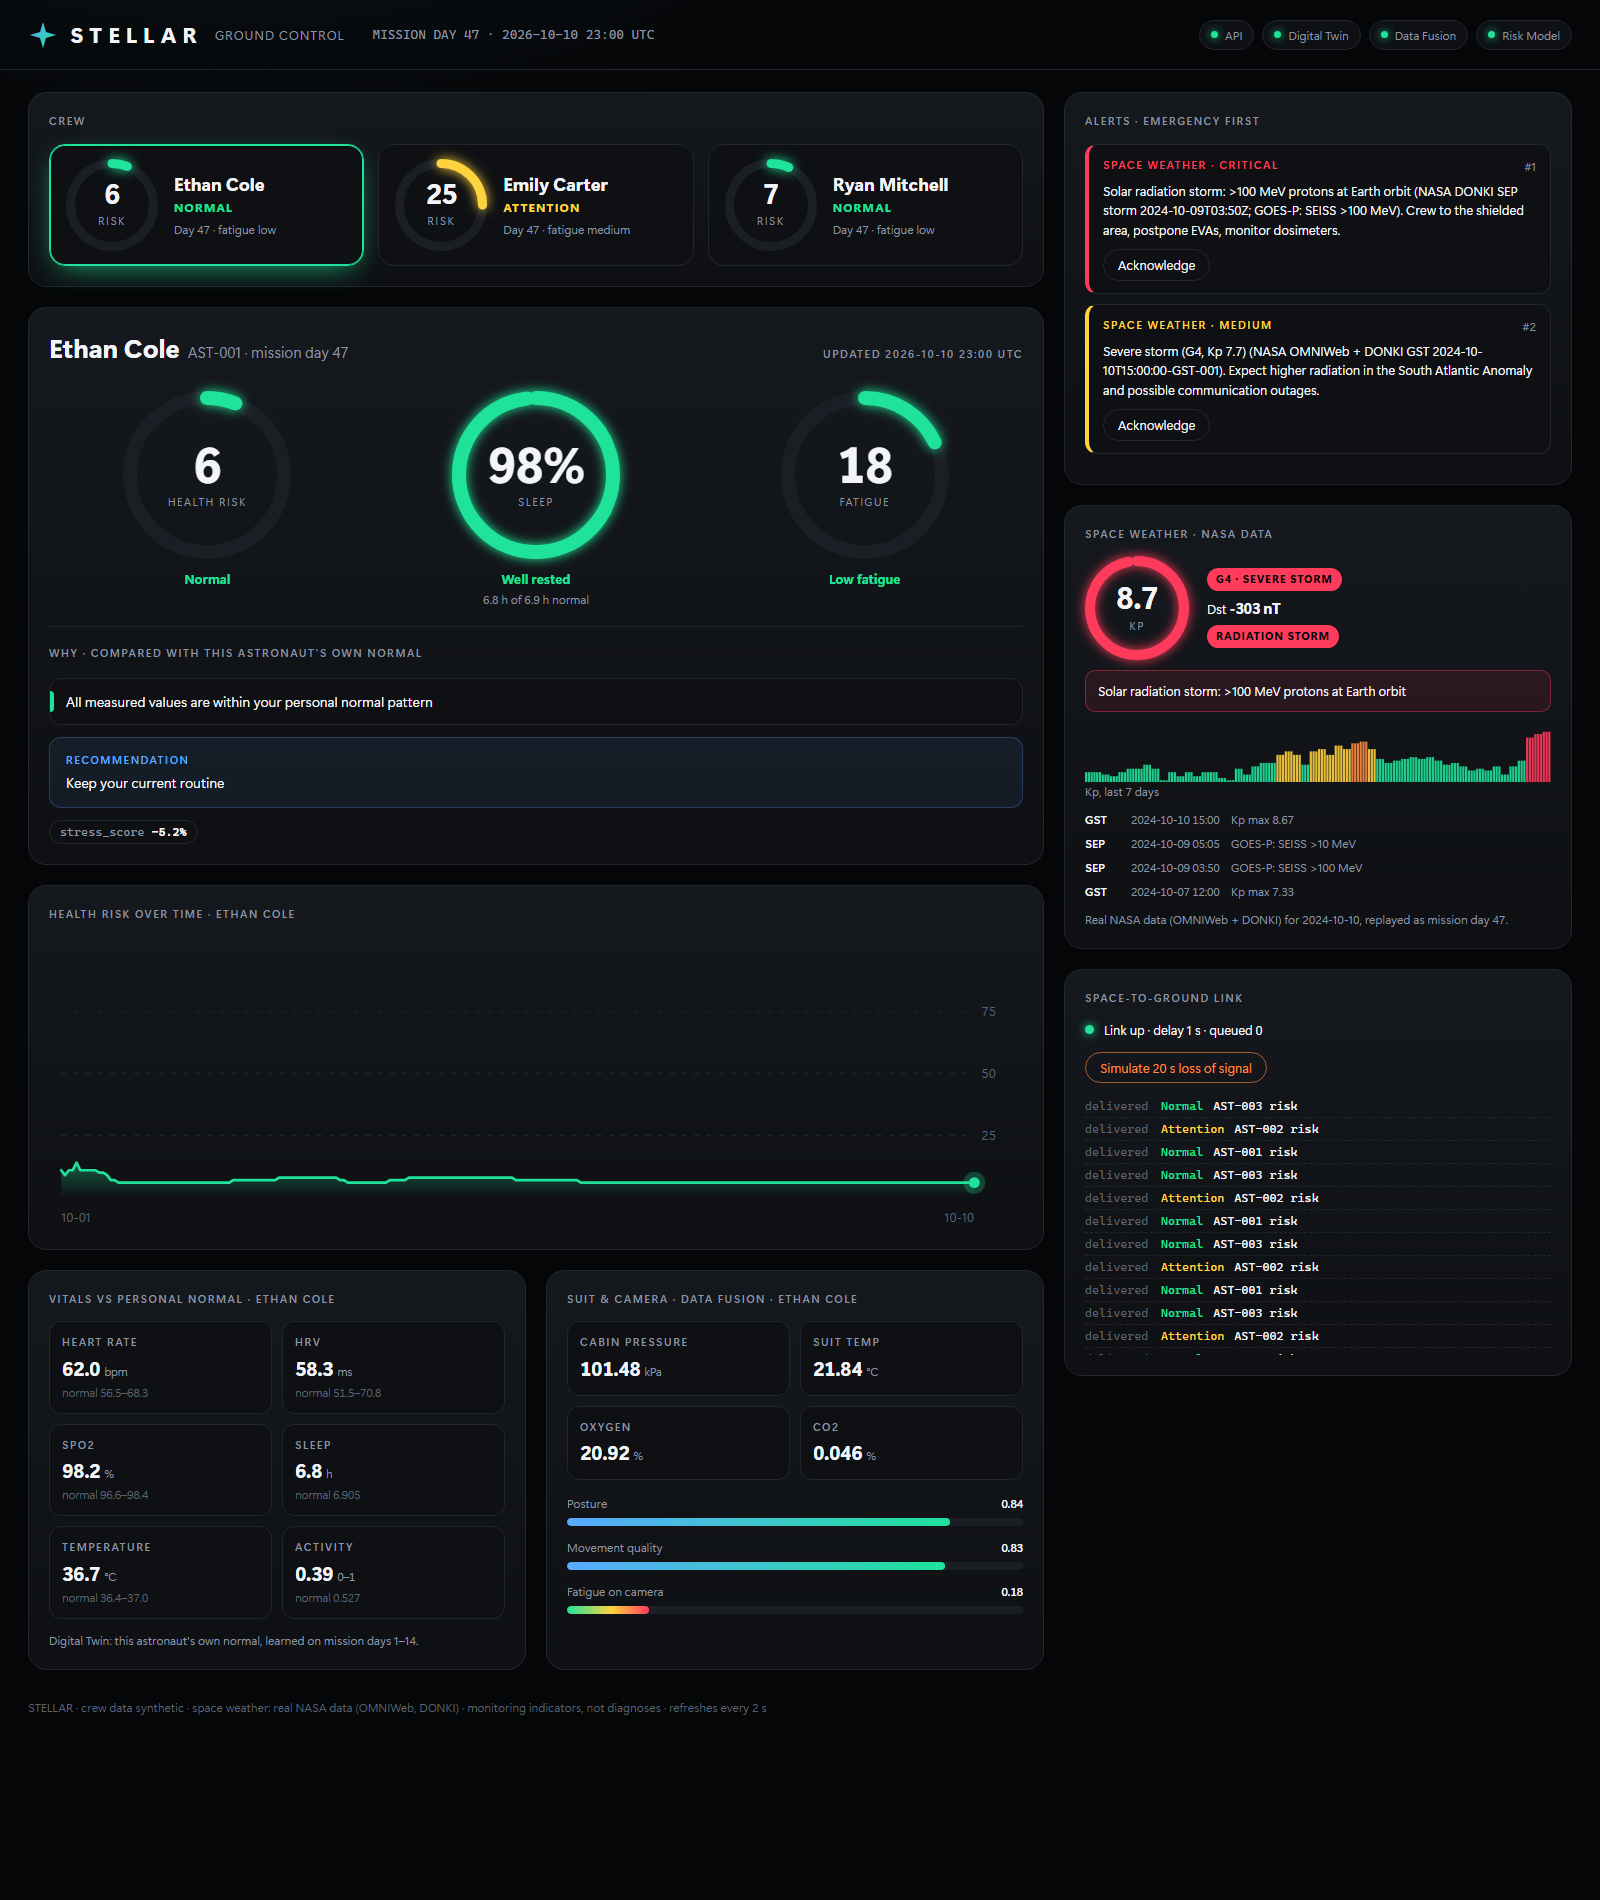 STELLAR GROUND CONTROL MISSION DAY 47 · 2026-10-10 23:00 UTC
API
Digital Twin
Data Fusion
Risk Model
CREW
6
RISK
Ethan Cole
NORMAL
Day 47 · fatigue low
25
RISK
Emily Carter
ATTENTION
Day 47 · fatigue medium
7
RISK
Ryan Mitchell
NORMAL
Day 47 · fatigue low
Ethan Cole AST-001 · mission day 47
UPDATED 2026-10-10 23:00 UTC
6
HEALTH RISK
Normal
98%
SLEEP
Well rested
6.8 h of 6.9 h normal
18
FATIGUE
Low fatigue
WHY · COMPARED WITH THIS ASTRONAUT'S OWN NORMAL
All measured values are within your personal normal pattern
RECOMMENDATION
Keep your current routine
stress_score −5.2%
HEALTH RISK OVER TIME · ETHAN COLE
75
50
25
10-01
10-10
VITALS VS PERSONAL NORMAL · ETHAN COLE
HEART RATE
62.0 bpm
normal 56.5–68.3
HRV
58.3 ms
normal 51.5–70.8
SPO2
98.2 %
normal 96.6–98.4
SLEEP
6.8 h
normal 6.905
TEMPERATURE
36.7 °C
normal 36.4–37.0
ACTIVITY
0.39 0–1
normal 0.527
Digital Twin: this astronaut's own normal, learned on mission days 1–14.
SUIT & CAMERA · DATA FUSION · ETHAN COLE
CABIN PRESSURE
101.48 kPa
SUIT TEMP
21.84 °C
OXYGEN
20.92 %
CO2
0.046 %
Posture 0.84
Movement quality 0.83
Fatigue on camera 0.18
ALERTS · EMERGENCY FIRST
SPACE WEATHER · CRITICAL #1
Solar radiation storm: >100 MeV protons at Earth orbit (NASA DONKI SEP
storm 2024-10-09T03:50Z; GOES-P: SEISS >100 MeV). Crew to the shielded
area, postpone EVAs, monitor dosimeters.
Acknowledge
SPACE WEATHER · MEDIUM #2
Severe storm (G4, Kp 7.7) (NASA OMNIWeb + DONKI GST 2024-10-
10T15:00:00-GST-001). Expect higher radiation in the South Atlantic Anomaly
and possible communication outages.
Acknowledge
SPACE WEATHER · NASA DATA
8.7
KP
G4 · SEVERE STORM
Dst -303 nT
RADIATION STORM
Solar radiation storm: >100 MeV protons at Earth orbit
Kp, last 7 days
GST 2024-10-10 15:00 Kp max 8.67
SEP 2024-10-09 05:05 GOES-P: SEISS >10 MeV
SEP 2024-10-09 03:50 GOES-P: SEISS >100 MeV
GST 2024-10-07 12:00 Kp max 7.33
Real NASA data (OMNIWeb + DONKI) for 2024-10-10, replayed as mission day 47.
SPACE-TO-GROUND LINK
Link up · delay 1 s · queued 0
Simulate 20 s loss of signal
delivered Normal AST-003 risk
delivered Attention AST-002 risk
delivered Normal AST-001 risk
delivered Normal AST-003 risk
delivered Attention AST-002 risk
delivered Normal AST-001 risk
delivered Normal AST-003 risk
delivered Attention AST-002 risk
delivered Normal AST-001 risk
delivered Normal AST-003 risk
delivered Attention AST-002 risk
STELLAR · crew data synthetic · space weather: real NASA data (OMNIWeb, DONKI) · monitoring indicators, not diagnoses · refreshes every 2 s